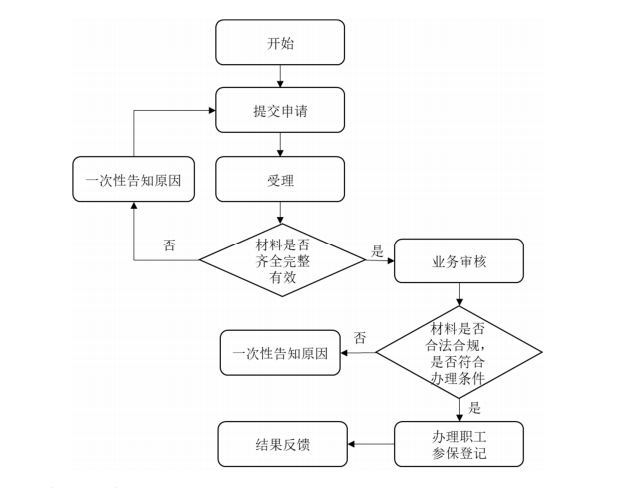 开始
提交申请
一次性告知原因
受理
材料是否
齐全完整
有效
否
是
业务审核
材料是否
合法合规，
是否符合
办理条件
否
一次性告知原因
是
办理职工
参保登记
结果反馈